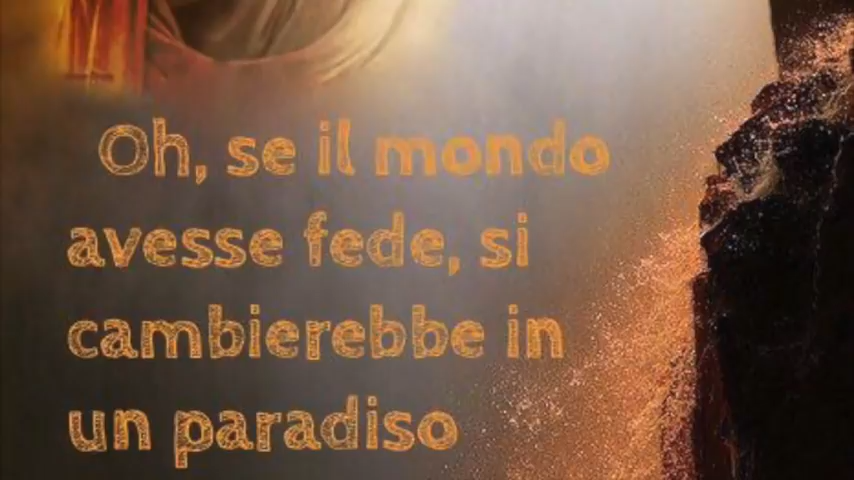 Oh, se il mondo
avesse fede, si
cambierebbe in
un paradiso